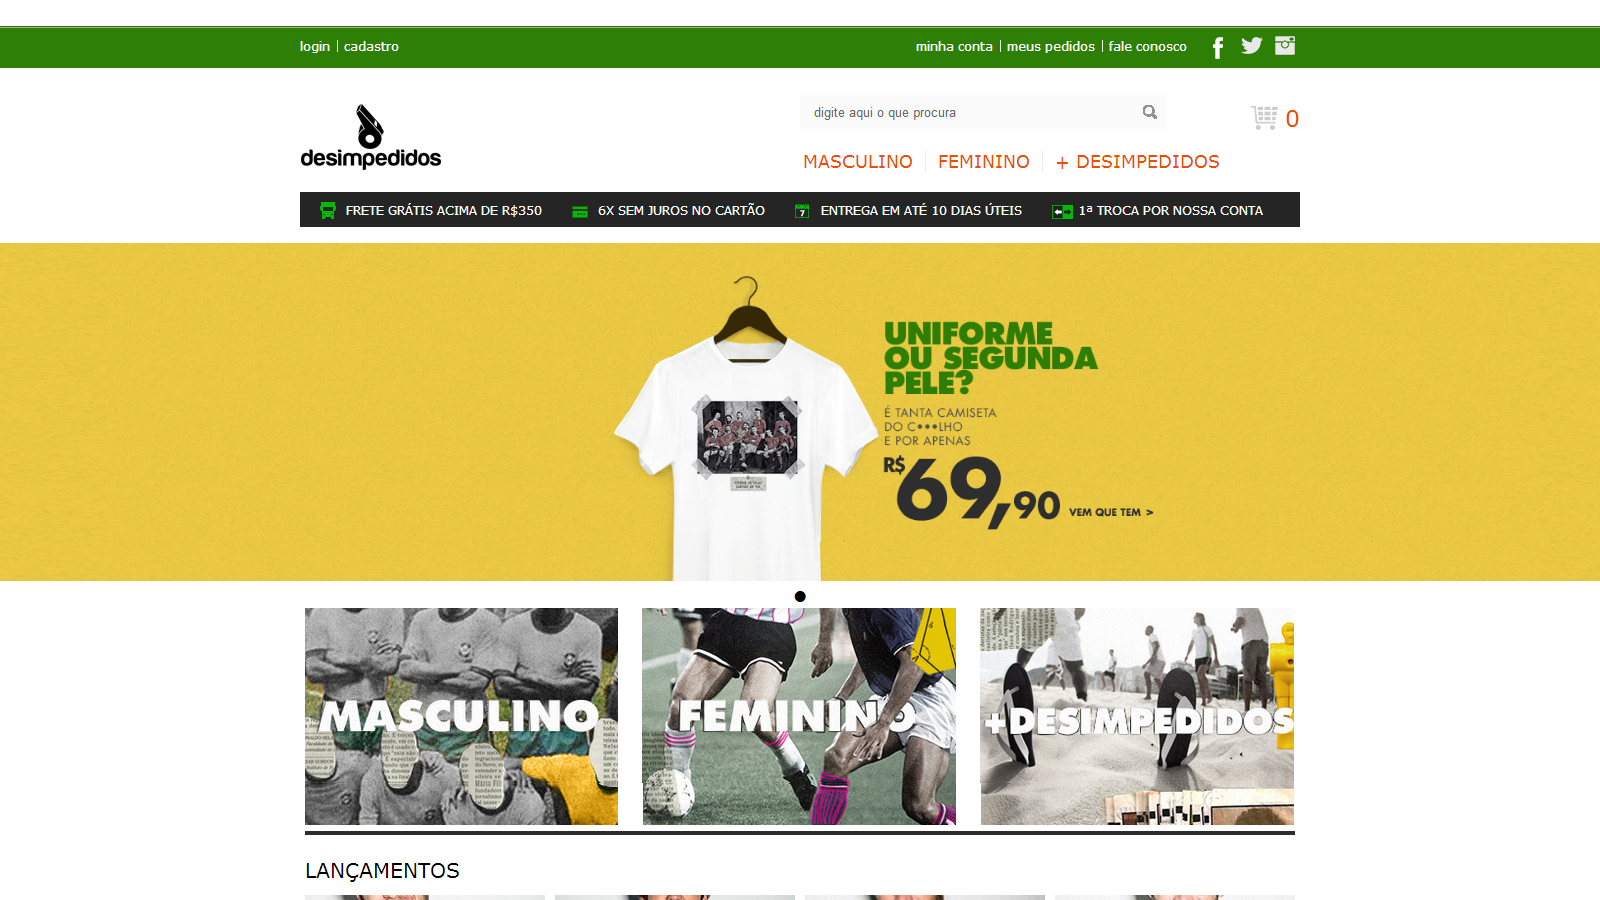 login | cadastro
minha conta | meus pedidos | fale conosco
desimpedidos
digite aqui o que procura
0
MASCULINO
FEMININO
+ DESIMPEDIDOS
FRETE GRÁTIS ACIMA DE R$350
6X SEM JUROS NO CARTÃO
7
ENTREGA EM ATÉ 10 DIAS ÚTEIS
1ª TROCA POR NOSSA CONTA
UNIFORME
OU SEGUNDA
PELE?
É TANTA CAMISETA
DO C•••LHO
E POR APENAS
R$69,90
VEM QUE TEM >
MASCULINO
FEMININO
+DESIMPEDIDOS
LANÇAMENTOS